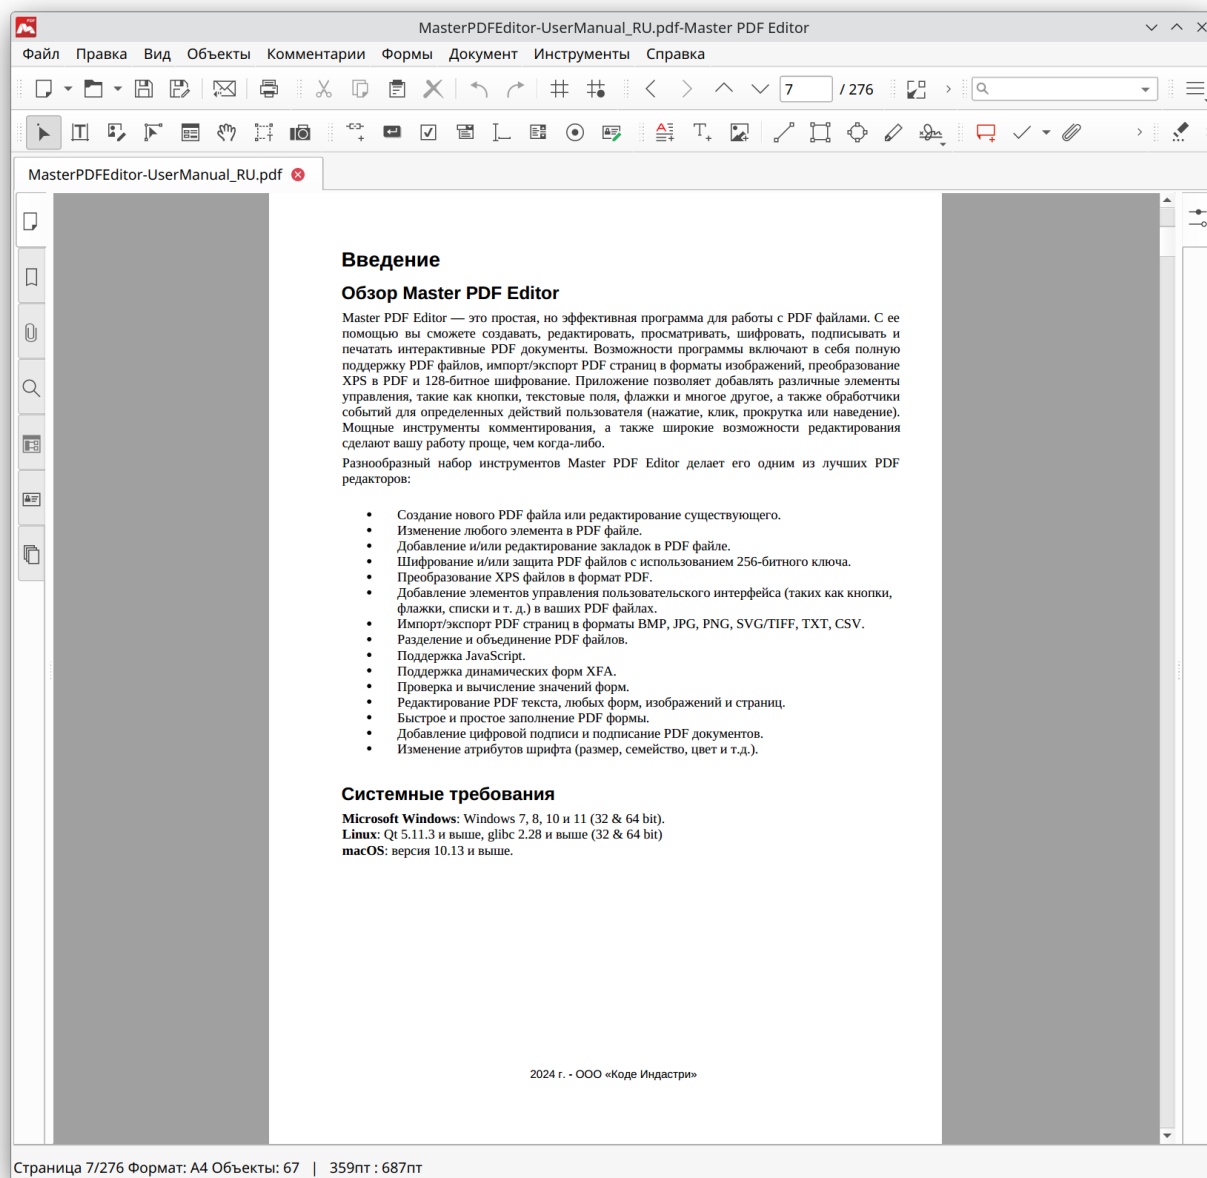 MasterPDFEditor-UserManual_RU.pdf-Master PDF Editor
Файл Правка Вид Объекты Комментарии Формы Документ Инструменты Справка
7 / 276
MasterPDFEditor-UserManual_RU.pdf
Введение
Обзор Master PDF Editor
Master PDF Editor — это простая, но эффективная программа для работы с PDF файлами. С ее
помощью вы сможете создавать, редактировать, просматривать, шифровать, подписывать и
печатать интерактивные PDF документы. Возможности программы включают в себя полную
поддержку PDF файлов, импорт/экспорт PDF страниц в форматы изображений, преобразование
XPS в PDF и 128-битное шифрование. Приложение позволяет добавлять различные элементы
управления, такие как кнопки, текстовые поля, флажки и многое другое, а также обработчики
событий для определенных действий пользователя (нажатие, клик, прокрутка или наведение).
Мощные инструменты комментирования, а также широкие возможности редактирования
сделают вашу работу проще, чем когда-либо.
Разнообразный набор инструментов Master PDF Editor делает его одним из лучших PDF
редакторов:
• Создание нового PDF файла или редактирование существующего.
• Изменение любого элемента в PDF файле.
• Добавление и/или редактирование закладок в PDF файле.
• Шифрование и/или защита PDF файлов с использованием 256-битного ключа.
• Преобразование XPS файлов в формат PDF.
• Добавление элементов управления пользовательского интерфейса (таких как кнопки,
флажки, списки и т. д.) в ваших PDF файлах.
• Импорт/экспорт PDF страниц в форматы BMP, JPG, PNG, SVG/TIFF, TXT, CSV.
• Разделение и объединение PDF файлов.
• Поддержка JavaScript.
• Поддержка динамических форм XFA.
• Проверка и вычисление значений форм.
• Редактирование PDF текста, любых форм, изображений и страниц.
• Быстрое и простое заполнение PDF формы.
• Добавление цифровой подписи и подписание PDF документов.
• Изменение атрибутов шрифта (размер, семейство, цвет и т.д.).
Системные требования
Microsoft Windows: Windows 7, 8, 10 и 11 (32 & 64 bit).
Linux: Qt 5.11.3 и выше, glibc 2.28 и выше (32 & 64 bit)
macOS: версия 10.13 и выше.
2024 г. - ООО «Коде Индастри»
Страница 7/276 Формат: A4 Объекты: 67 | 359пт : 687пт